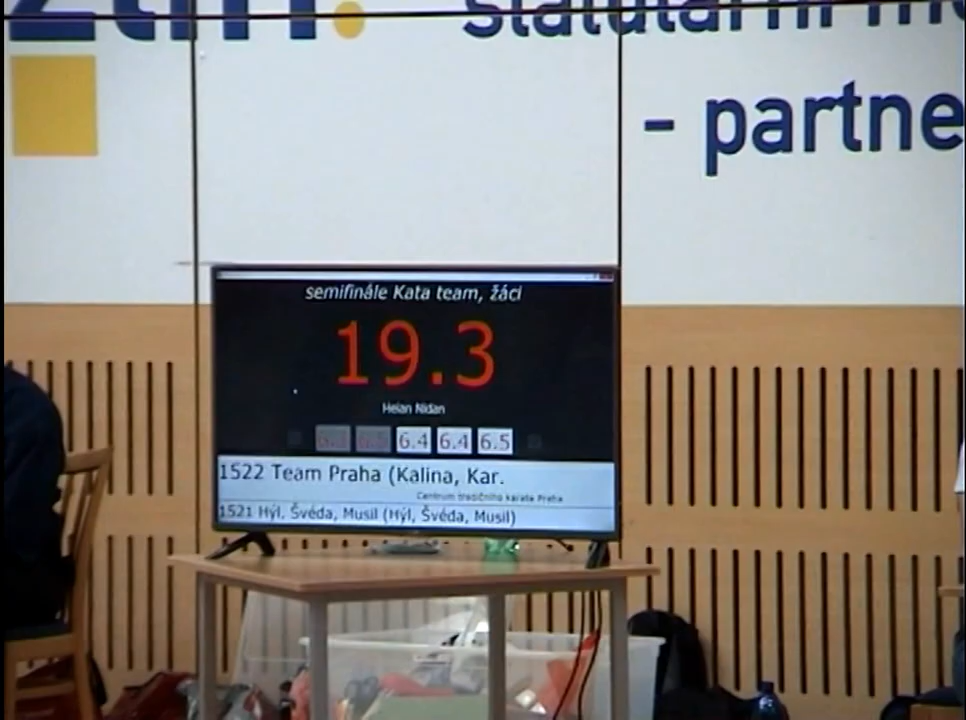 statutární
- partne
semifinále Kata team, žáci
19.3
Heian Nidan
6.4 6.4 6.5
1522 Team Praha (Kalina, Kar.
Centrum tradičního karate Praha
1521 Hýl, Švéda, Musil (Hýl, Švéda, Musil)